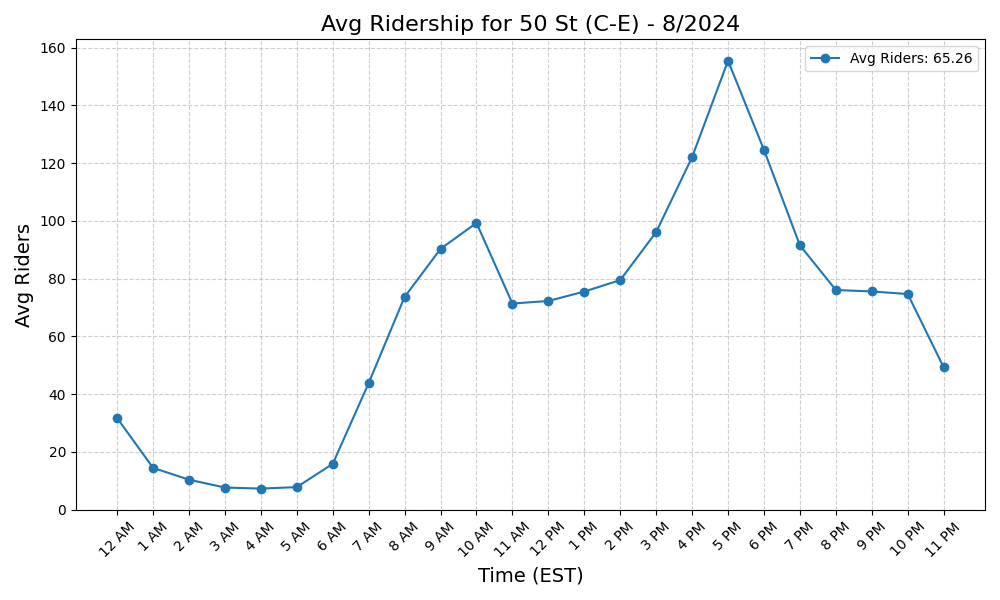 Avg Ridership for 50 St (C-E) - 8/2024
Avg Riders: 65.26
Avg Riders
160
140
120
100
80
60
40
20
0
12 AM
1 AM
2 AM
3 AM
4 AM
5 AM
6 AM
7 AM
8 AM
9 AM
10 AM
11 AM
12 PM
1 PM
2 PM
3 PM
4 PM
5 PM
6 PM
7 PM
8 PM
9 PM
10 PM
11 PM
Time (EST)